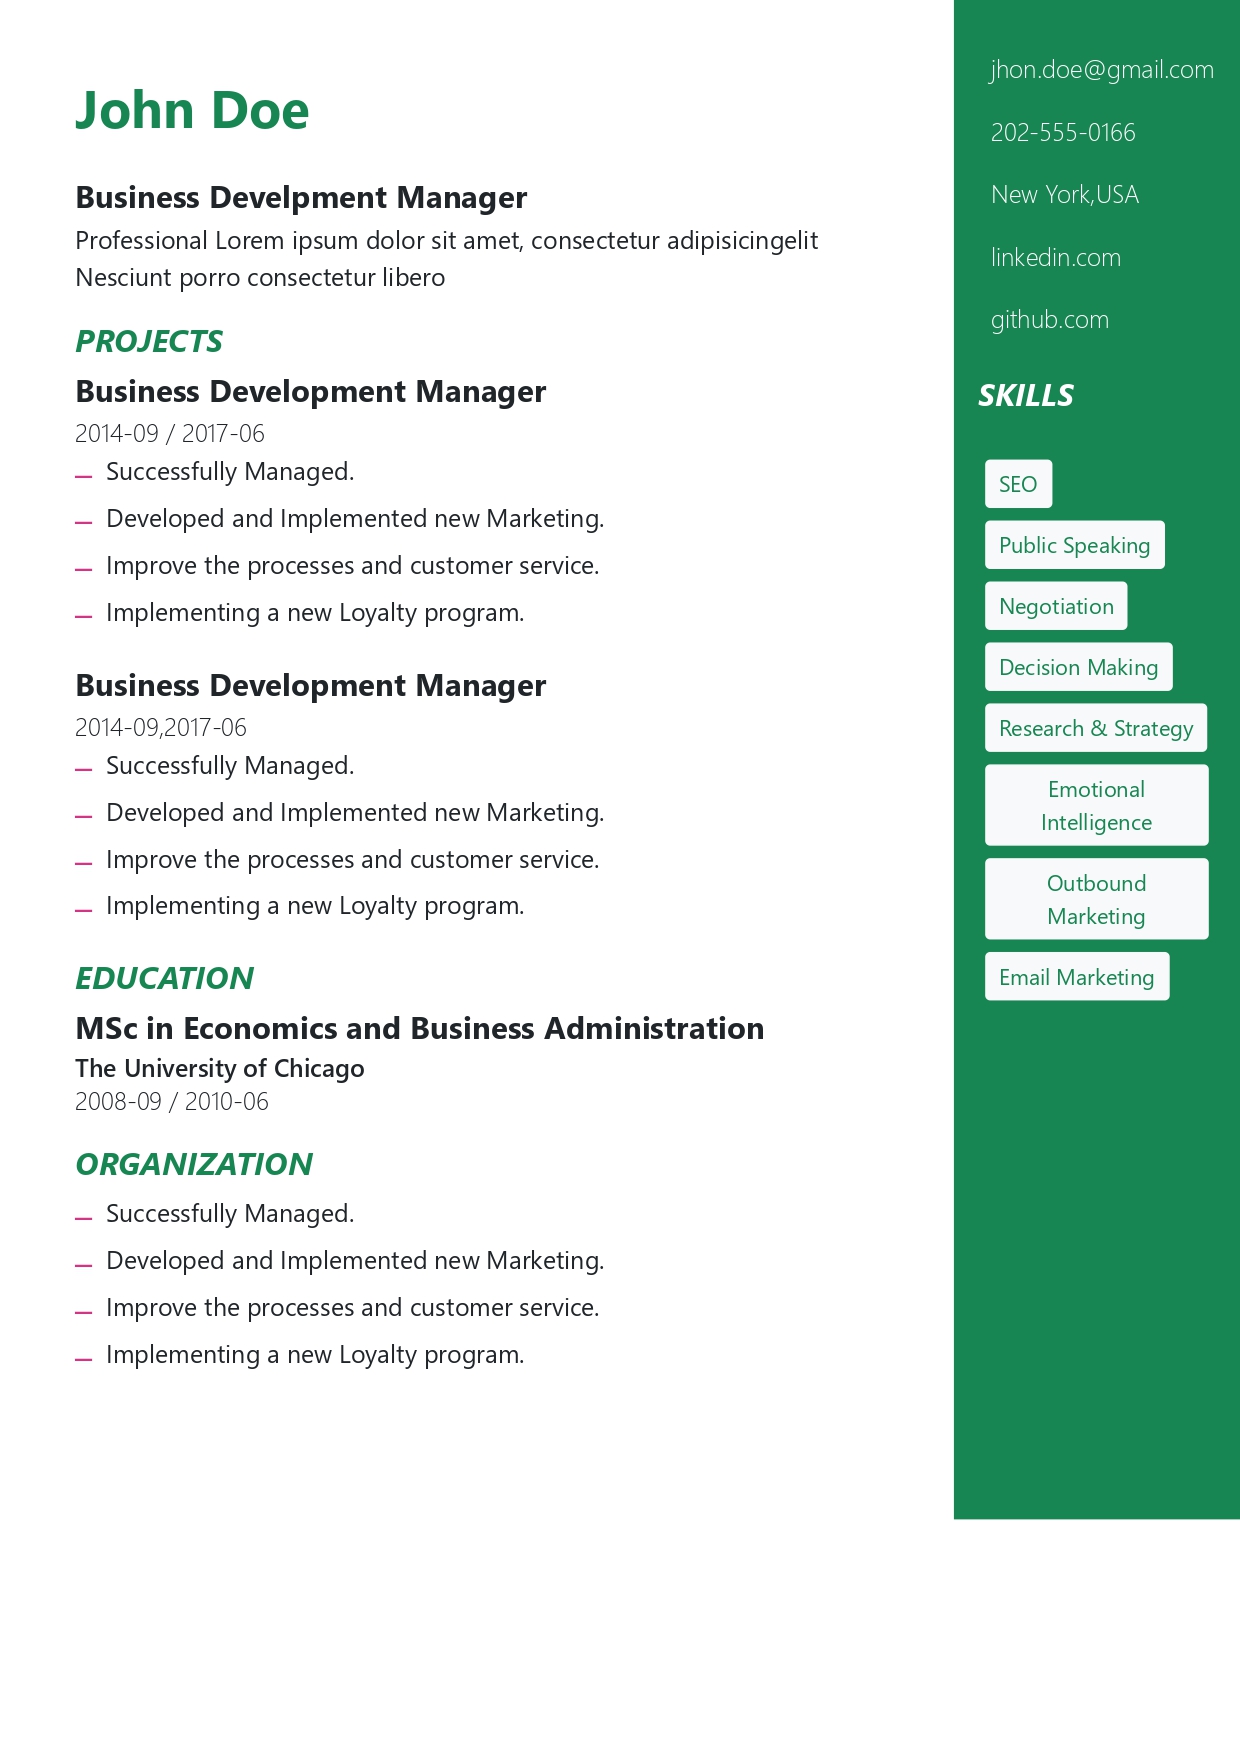 John Doe
Business Develpment Manager
Professional Lorem ipsum dolor sit amet, consectetur adipisicingelit
Nesciunt porro consectetur libero
PROJECTS
Business Development Manager
2014-09 / 2017-06
Successfully Managed.
Developed and Implemented new Marketing.
Improve the processes and customer service.
Implementing a new Loyalty program.
Business Development Manager
2014-09,2017-06
Successfully Managed.
Developed and Implemented new Marketing.
Improve the processes and customer service.
Implementing a new Loyalty program.
EDUCATION
MSc in Economics and Business Administration
The University of Chicago
2008-09 / 2010-06
ORGANIZATION
Successfully Managed.
Developed and Implemented new Marketing.
Improve the processes and customer service.
Implementing a new Loyalty program.
jhon.doe@gmail.com
202-555-0166
New York,USA
linkedin.com
github.com
SKILLS
SEO
Public Speaking
Negotiation
Decision Making
Research & Strategy
Emotional
Intelligence
Outbound
Marketing
Email Marketing